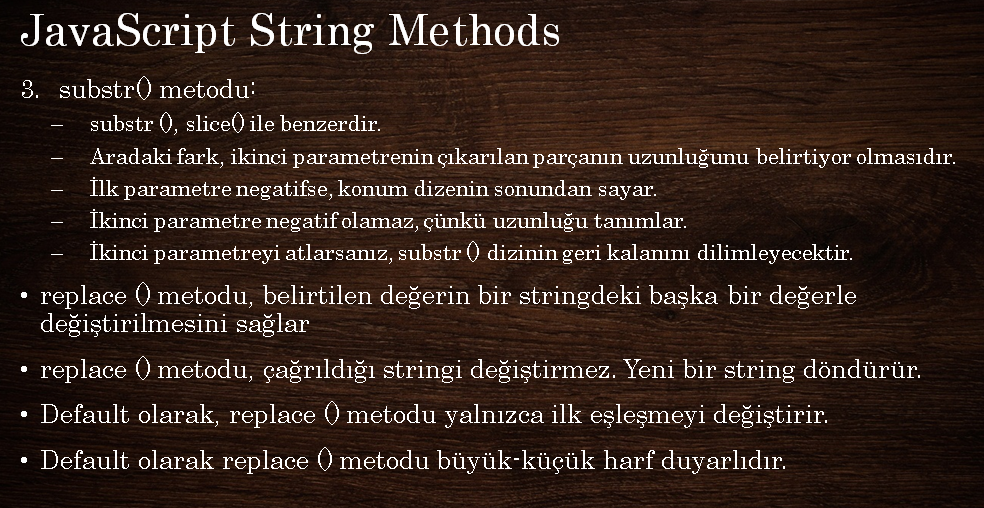 JavaScript String Methods
3. substr() metodu:
– substr (), slice() ile benzerdir.
– Aradaki fark, ikinci parametrenin çıkarılan parçanın uzunluğunu belirtiyor olmasıdır.
– İlk parametre negatifse, konum dizenin sonundan sayar.
– İkinci parametre negatif olamaz, çünkü uzunluğu tanımlar.
– İkinci parametreyi atlarsanız, substr () dizinin geri kalanını dilimleyecektir.
• replace () metodu, belirtilen değerin bir stringdeki başka bir değerle
değiştirilmesini sağlar
• replace () metodu, çağrıldığı stringi değiştirmez. Yeni bir string döndürür.
• Default olarak, replace () metodu yalnızca ilk eşleşmeyi değiştirir.
• Default olarak replace () metodu büyük-küçük harf duyarlıdır.